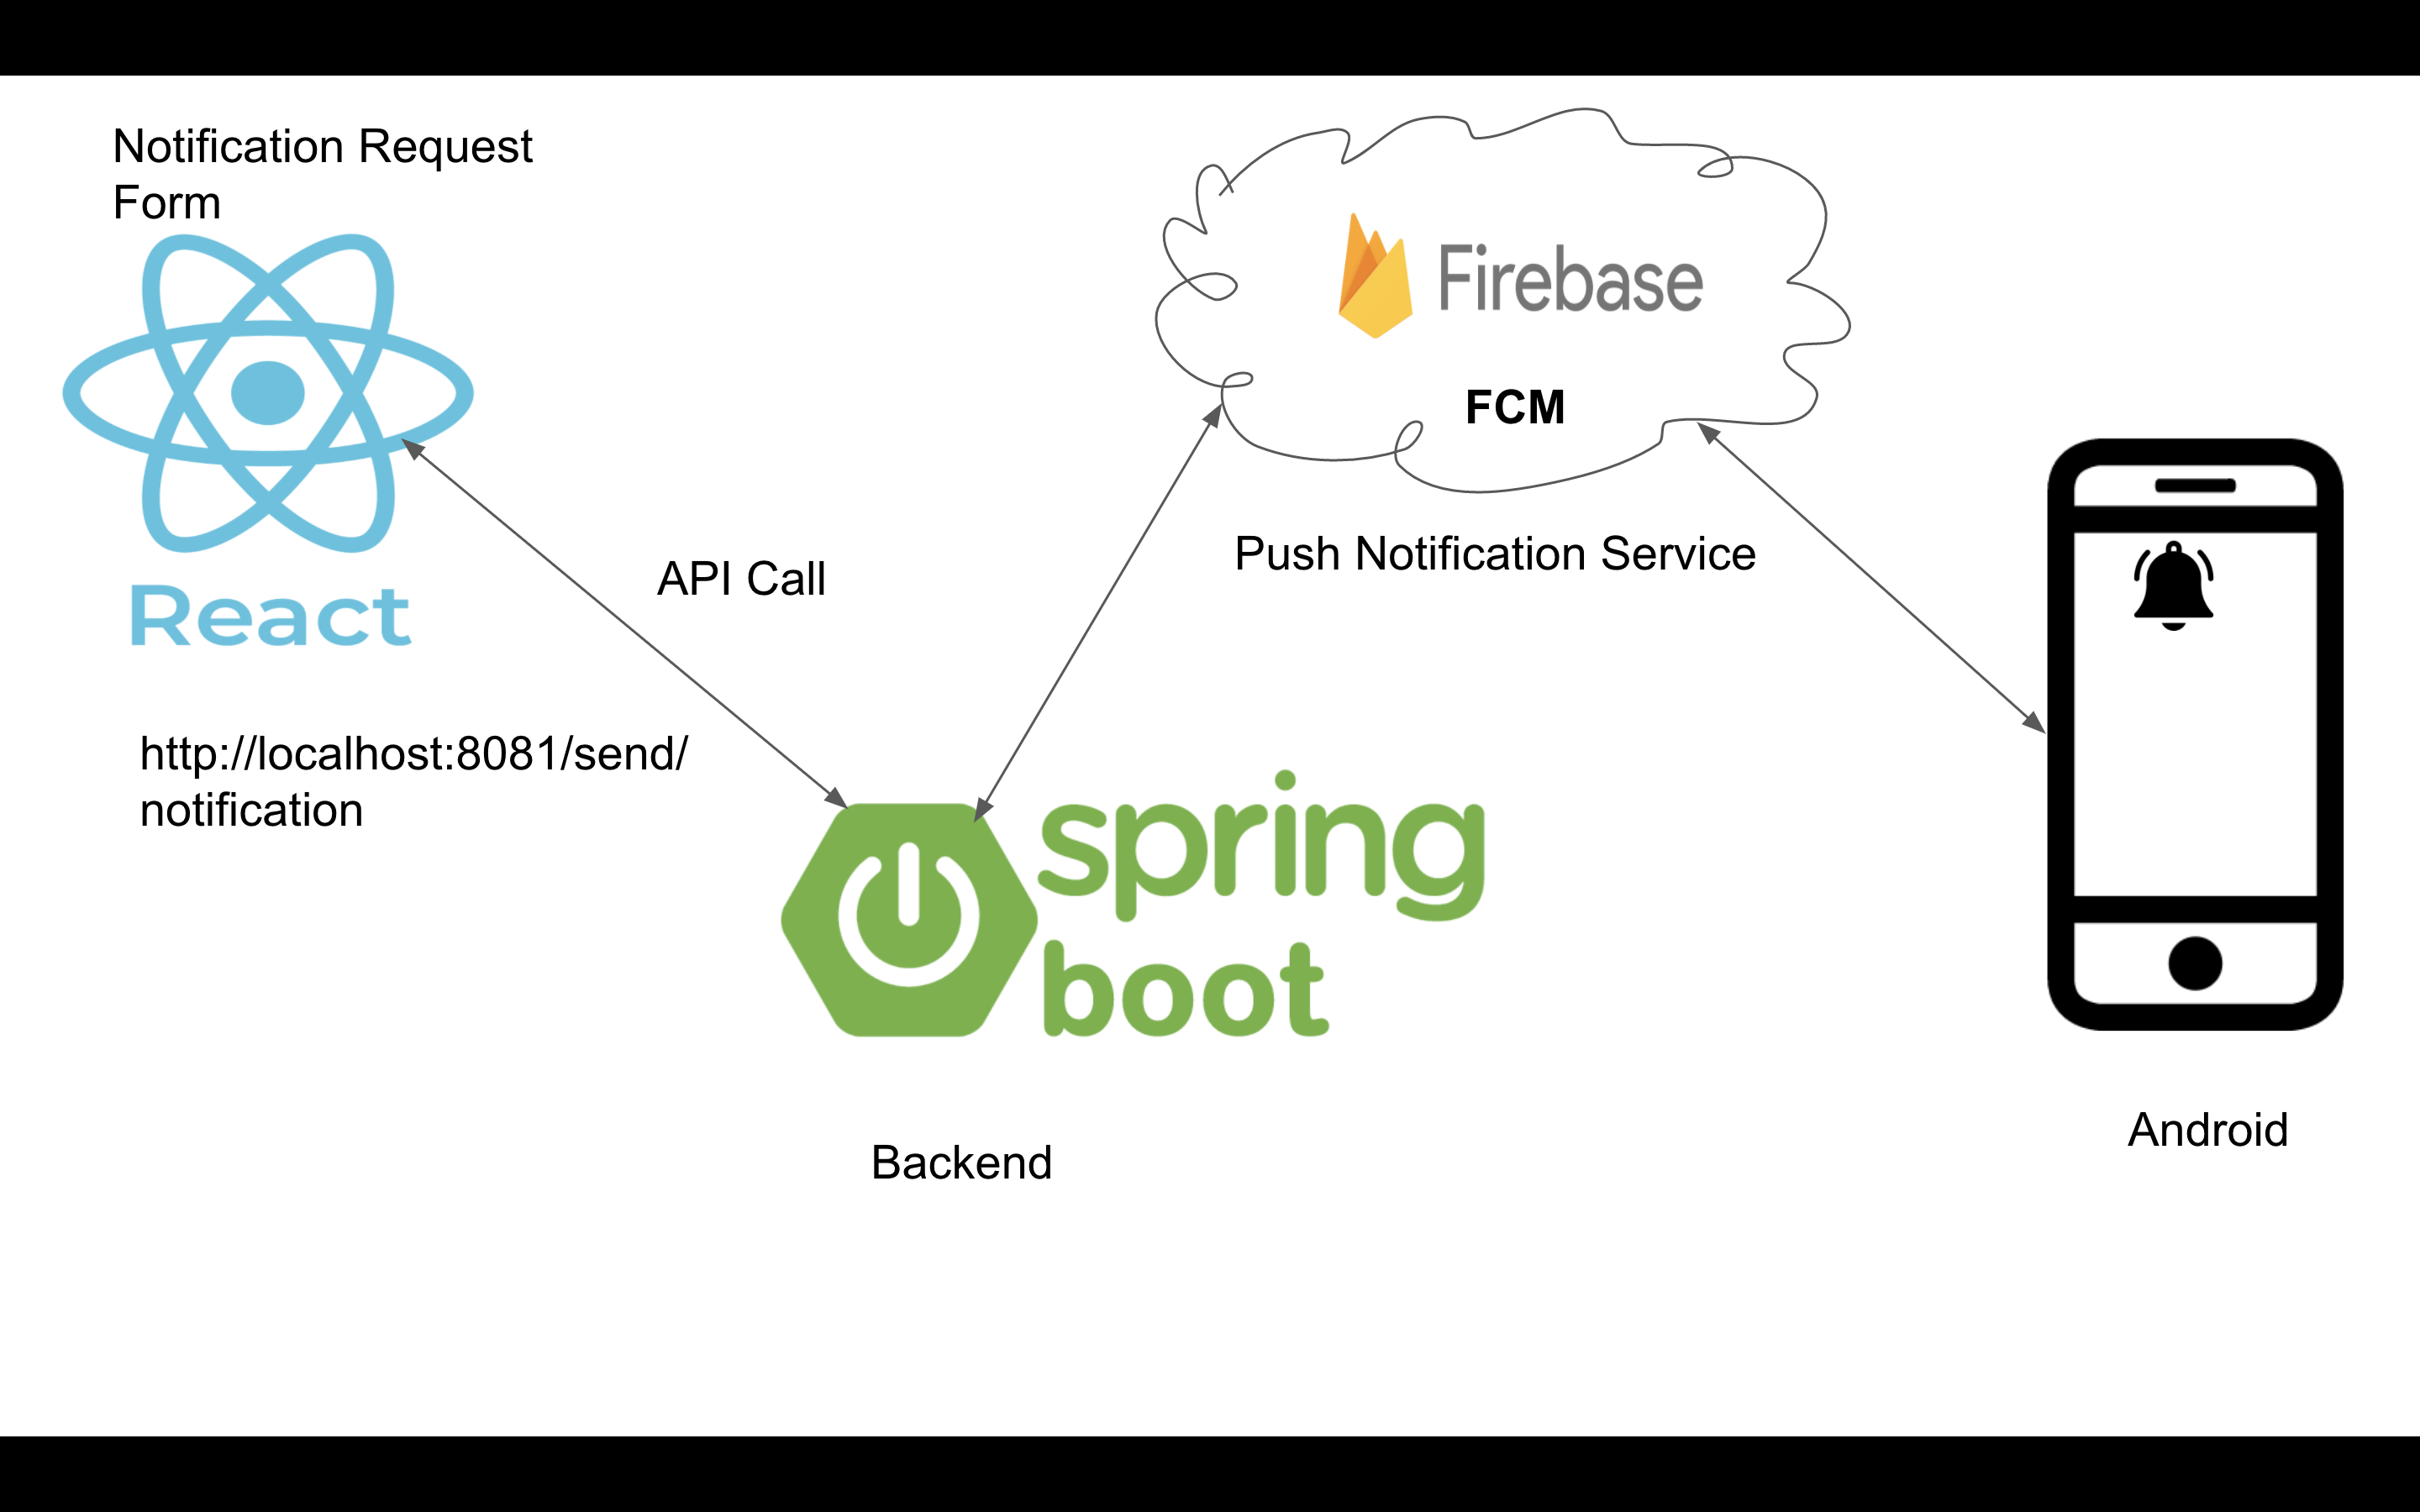 Notification Request
Form
Firebase
FCM
React
API Call
Push Notification Service
http://localhost:8081/send/
notification
spring
boot
Android
Backend